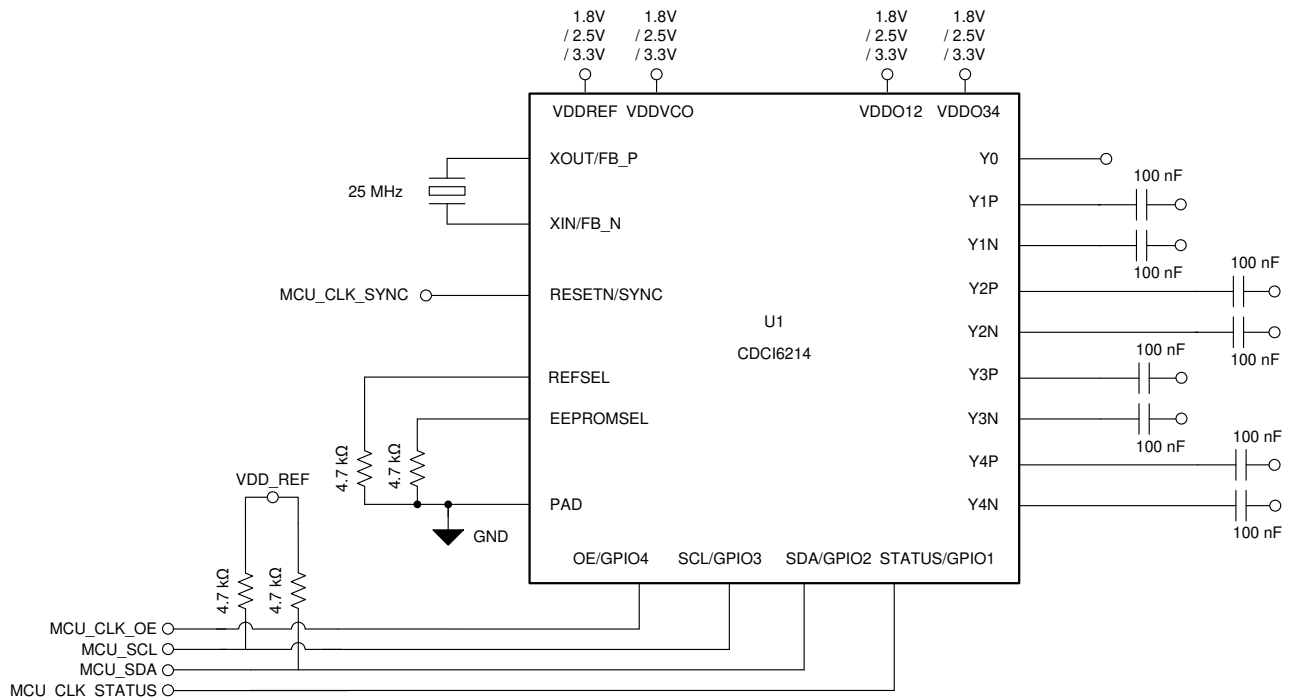 1.8V
/ 2.5V
/ 3.3V
1.8V
/ 2.5V
/ 3.3V
1.8V
/ 2.5V
/ 3.3V
1.8V
/ 2.5V
/ 3.3V
VDDREF VDDVCO VDDO12 VDDO34
XOUT/FB_P
25 MHz
XIN/FB_N
MCU_CLK_SYNC
RESETN/SYNC
REFSEL
EEPROMSEL
4.7 kΩ
4.7 kΩ
PAD
GND
VDD_REF
4.7 kΩ
4.7 kΩ
U1
CDCI6214
Y0
100 nF
Y1P
Y1N
100 nF
100 nF
Y2P
Y2N
100 nF
100 nF
Y3P
Y3N
100 nF
100 nF
Y4P
Y4N
100 nF
OE/GPIO4 SCL/GPIO3 SDA/GPIO2 STATUS/GPIO1
MCU_CLK_OE
MCU_SCL
MCU_SDA
MCU_CLK_STATUS